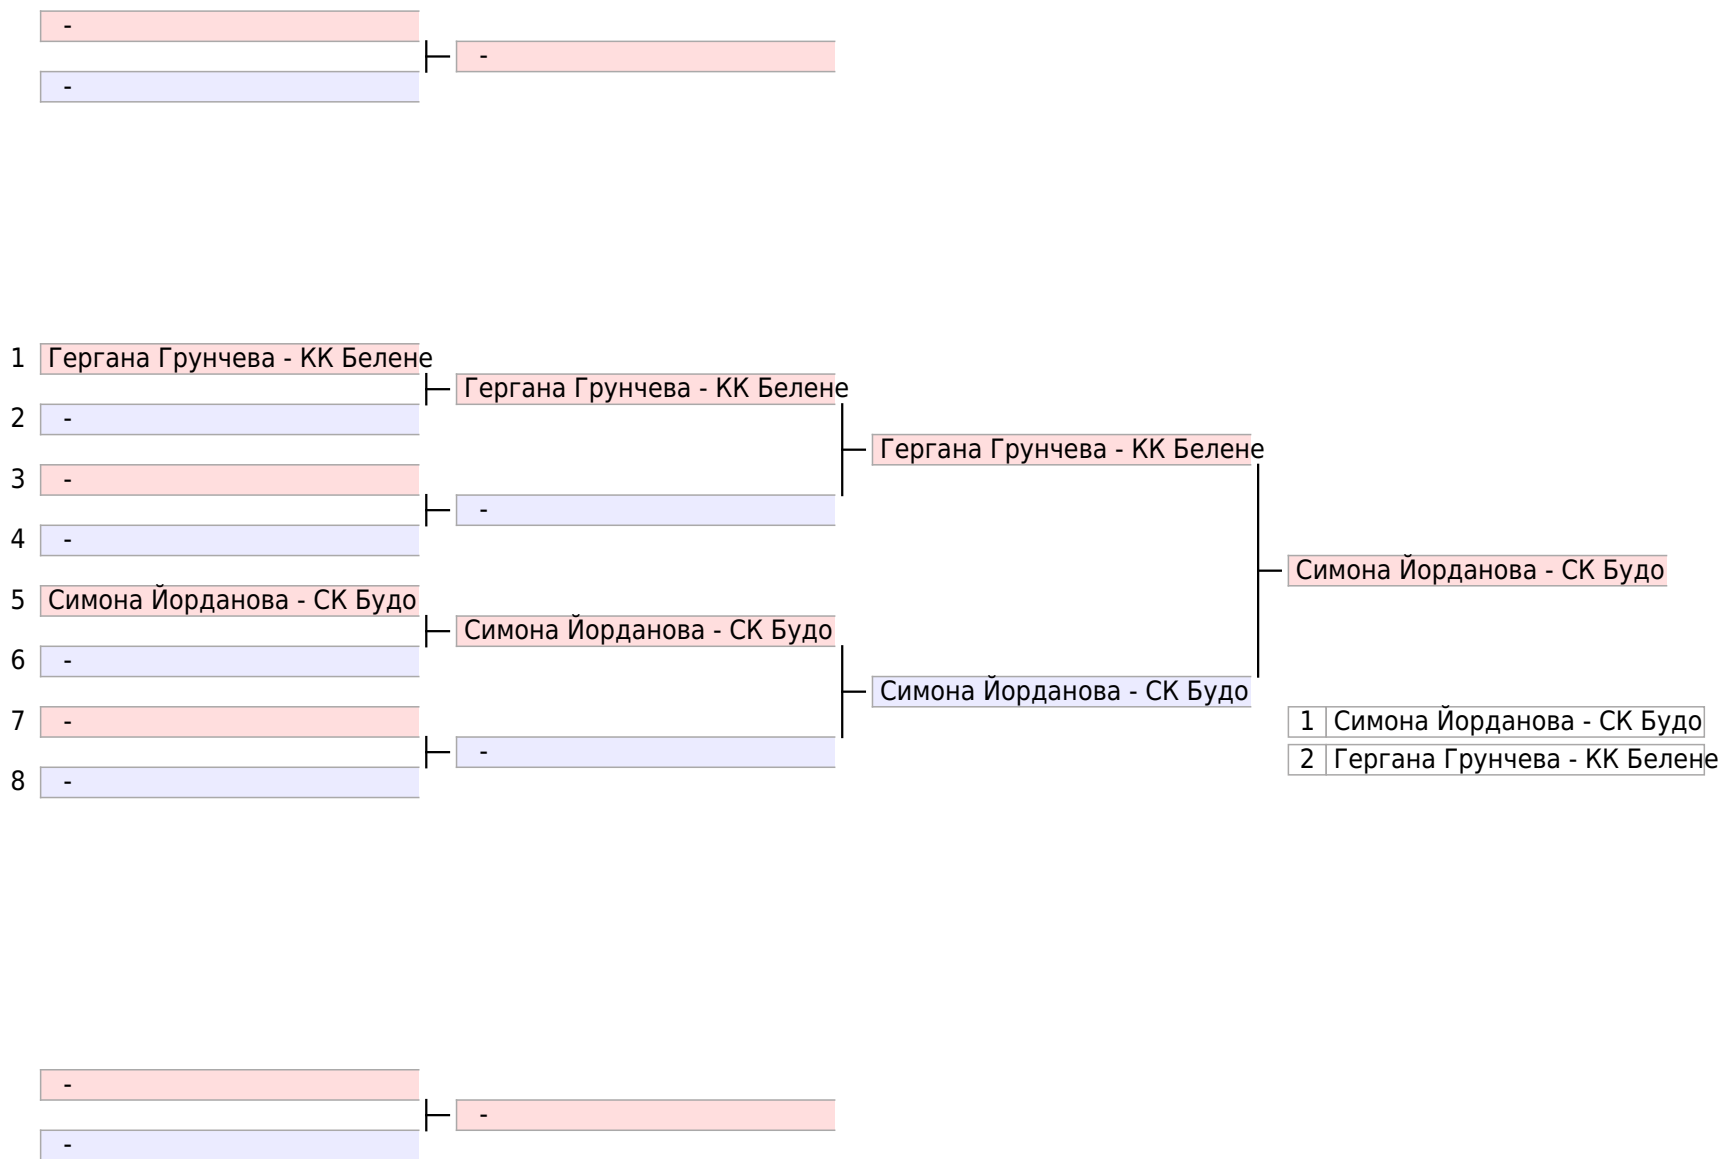 -
-
-
1 Гергана Грунчева - КК Белене
Гергана Грунчева - КК Белене
2 -
Гергана Грунчева - КК Белене
3 -
-
4 -
Симона Йорданова - СК Будо
5 Симона Йорданова - СК Будо
Симона Йорданова - СК Будо
6 -
Симона Йорданова - СК Будо
7 -
1 Симона Йорданова - СК Будо
-
2 Гергана Грунчева - КК Белене
8 -
-
-
-